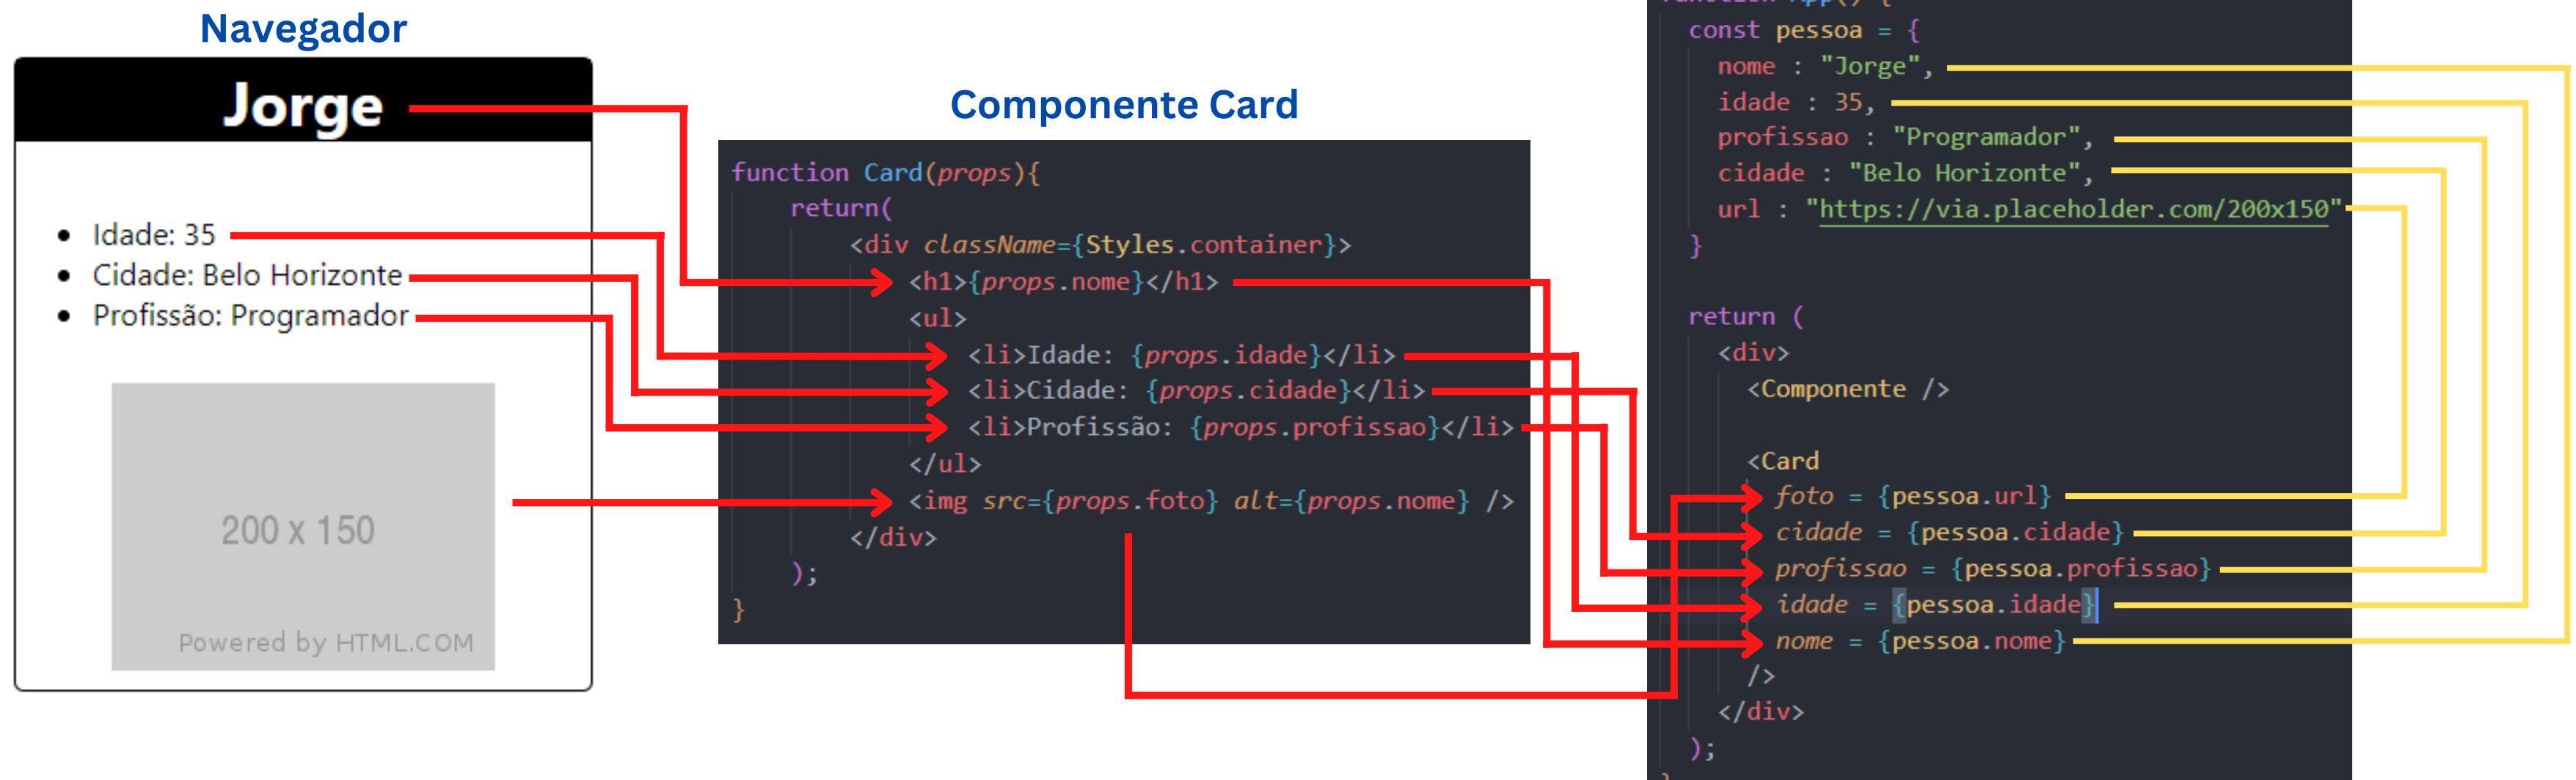 Navegador
Jorge
Idade: 35
Cidade: Belo Horizonte
Profissão: Programador
200 x 150
Powered by HTML.COM
Componente Card
function Card(props){
return(
<div className={Styles.container}>
<h1>{props.nome}</h1>
<ul>
<li>Idade: {props.idade}</li>
<li>Cidade: {props.cidade}</li>
<li>Profissão: {props.profissao}</li>
</ul>
<img src={props.foto} alt={props.nome} />
</div>
);
}
function App() {
const pessoa = {
nome : "Jorge",
idade : 35,
profissao : "Programador",
cidade : "Belo Horizonte",
url : "https://via.placeholder.com/200x150"
}
return (
<div>
<Componente />
<Card
foto = {pessoa.url}
cidade = {pessoa.cidade}
profissao = {pessoa.profissao}
idade = {pessoa.idade}
nome = {pessoa.nome}
/>
</div>
);